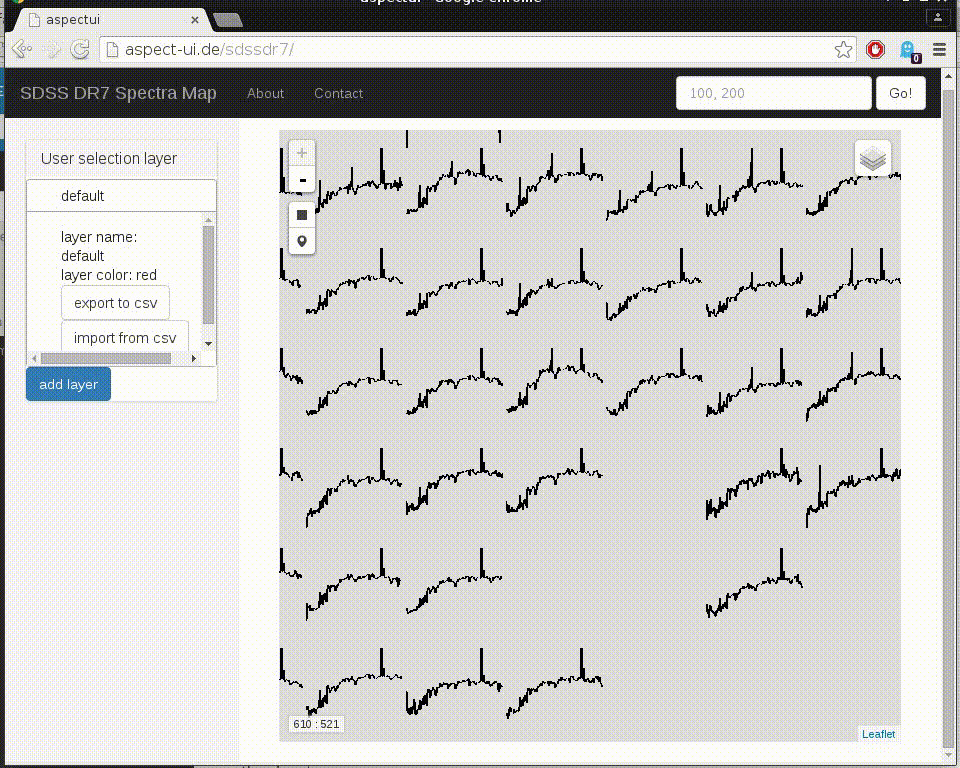 aspectui
aspect-ui.de/sdssdr7/
0
SDSS DR7 Spectra Map
About
Contact
100, 200
Go!
User selection layer
default
layer name:
default
layer color: red
export to csv
import from csv
add layer
+
-
610 : 521
Leaflet